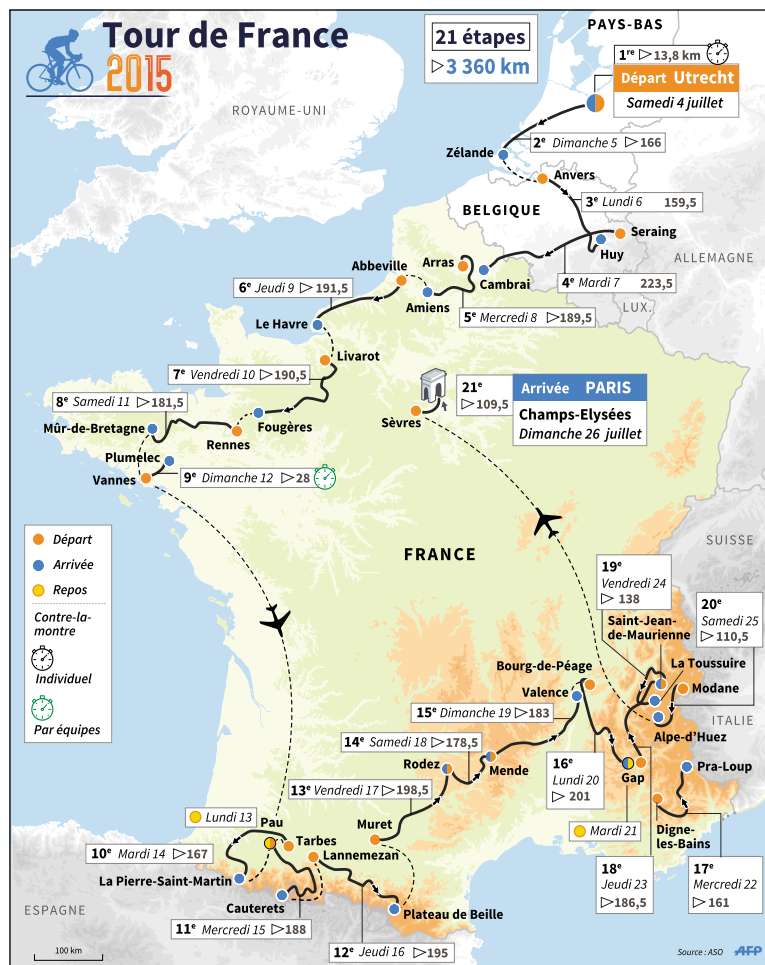 Tour de France
2015
21 étapes
▷3 360 km
PAYS-BAS
1re ▷13,8 km
Départ Utrecht
Samedi 4 juillet
ROYAUME-UNI
2e Dimanche 5 ▷166
Zélande
Anvers
3e Lundi 6 159,5
BELGIQUE
Seraing
Huy
ALLEMAGNE
Arras
Abbeville
Cambrai
4e Mardi 7 223,5
6e Jeudi 9 ▷191,5
Amiens
LUX.
5e Mercredi 8 ▷189,5
Le Havre
Livarot
7e Vendredi 10 ▷190,5
8e Samedi 11 ▷181,5
21e
▷109,5
Arrivée PARIS
Champs-Elysées
Dimanche 26 juillet
Sèvres
Fougères
Mûr-de-Bretagne
Rennes
Plumelec
Vannes
9e Dimanche 12 ▷28
Départ
Arrivée
Repos
Contre-la-
montre
Individuel
Par équipes
FRANCE
SUISSE
19e
Vendredi 24
▷138
20e
Samedi 25
▷110,5
Saint-Jean-
de-Maurienne
La Toussuire
Modane
Bourg-de-Péage
Valence
15e Dimanche 19 ▷183
ITALIE
Alpe-d’Huez
14e Samedi 18 ▷178,5
Rodez
Mende
16e
Lundi 20
▷201
Gap
Pra-Loup
13e Vendredi 17 ▷198,5
Lundi 13
Pau
Muret
Mardi 21
Digne-
les-Bains
Tarbes
Lannemezan
10e Mardi 14 ▷167
La Pierre-Saint-Martin
18e
Jeudi 23
▷186,5
17e
Mercredi 22
▷161
ESPAGNE
Cauterets
Plateau de Beille
11e Mercredi 15 ▷188
12e Jeudi 16 ▷195
100 km
Source : ASO
AFP